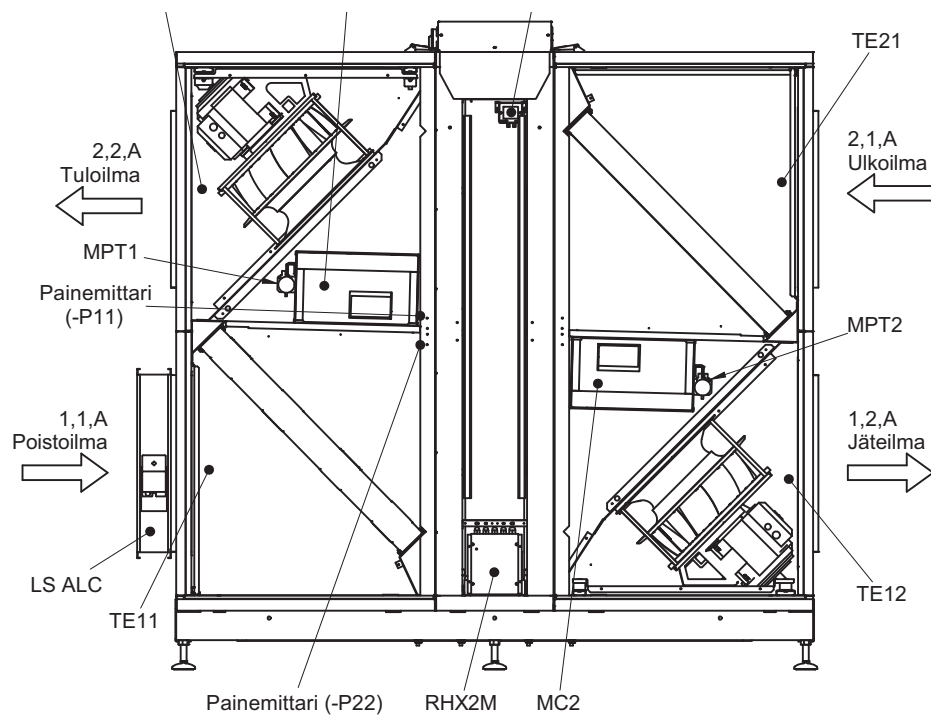 TE21
2,2,A
Tuloilma
2,1,A
Ulkoilma
MPT1
Painemittari
(-P11)
MPT2
1,1,A
Poistoilma
1,2,A
Jäteilma
LS ALC
TE11
TE12
Painemittari (-P22)
RHX2M
MC2